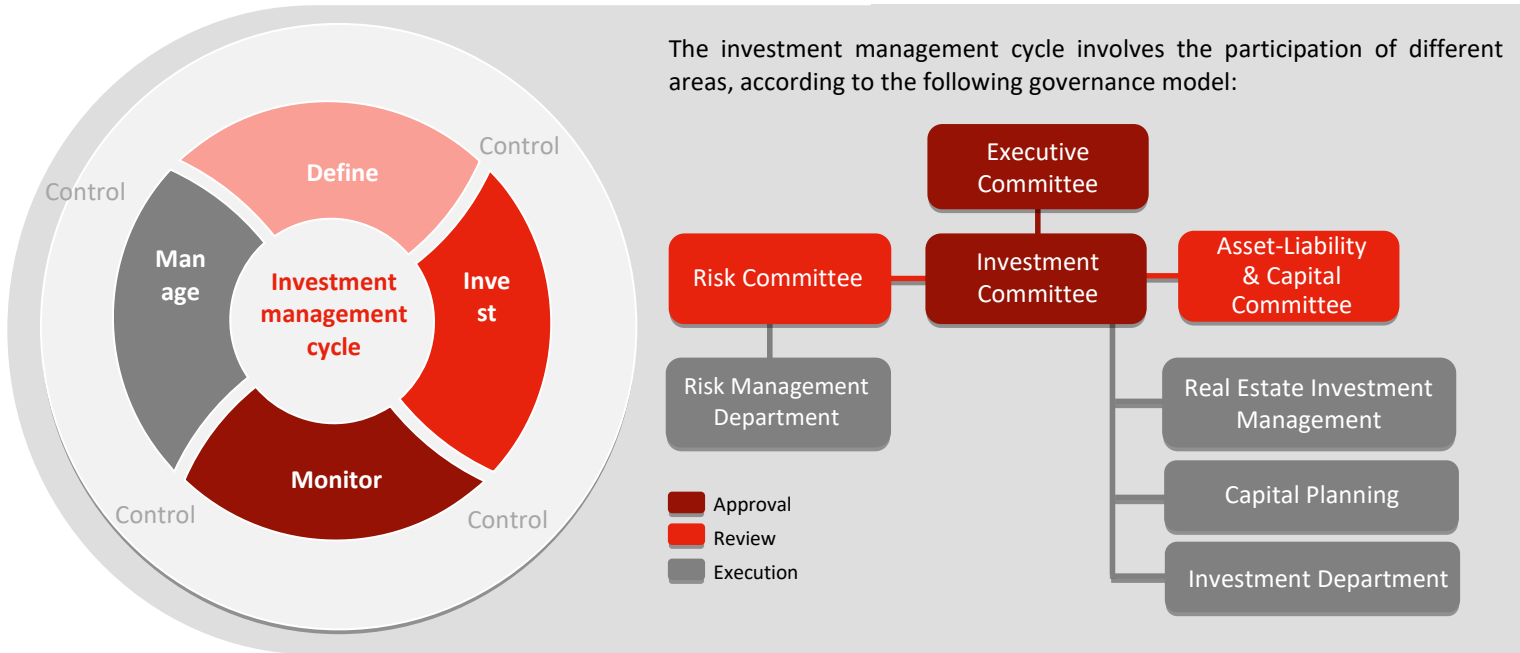 Control
Control
Define
Man
age
Investment
management
cycle
Inve
st
Monitor
Control
Control
The investment management cycle involves the participation of different
areas, according to the following governance model:
Executive
Committee
Risk Committee
Investment
Committee
Asset-Liability
& Capital
Committee
Risk Management
Department
Real Estate Investment
Management
Capital Planning
Investment Department
Approval
Review
Execution